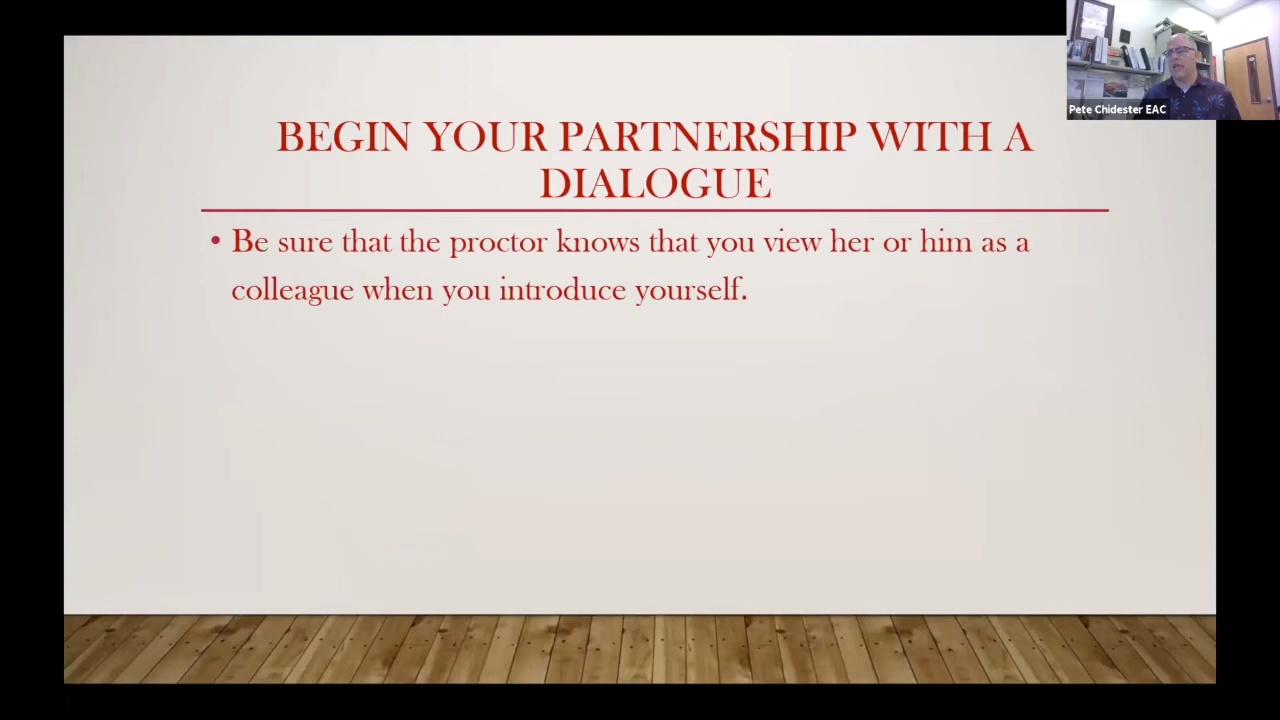 BEGIN YOUR PARTNERSHIP WITH A
DIALOGUE
• Be sure that the proctor knows that you view her or him as a
colleague when you introduce yourself.
Pete Chidester EAC